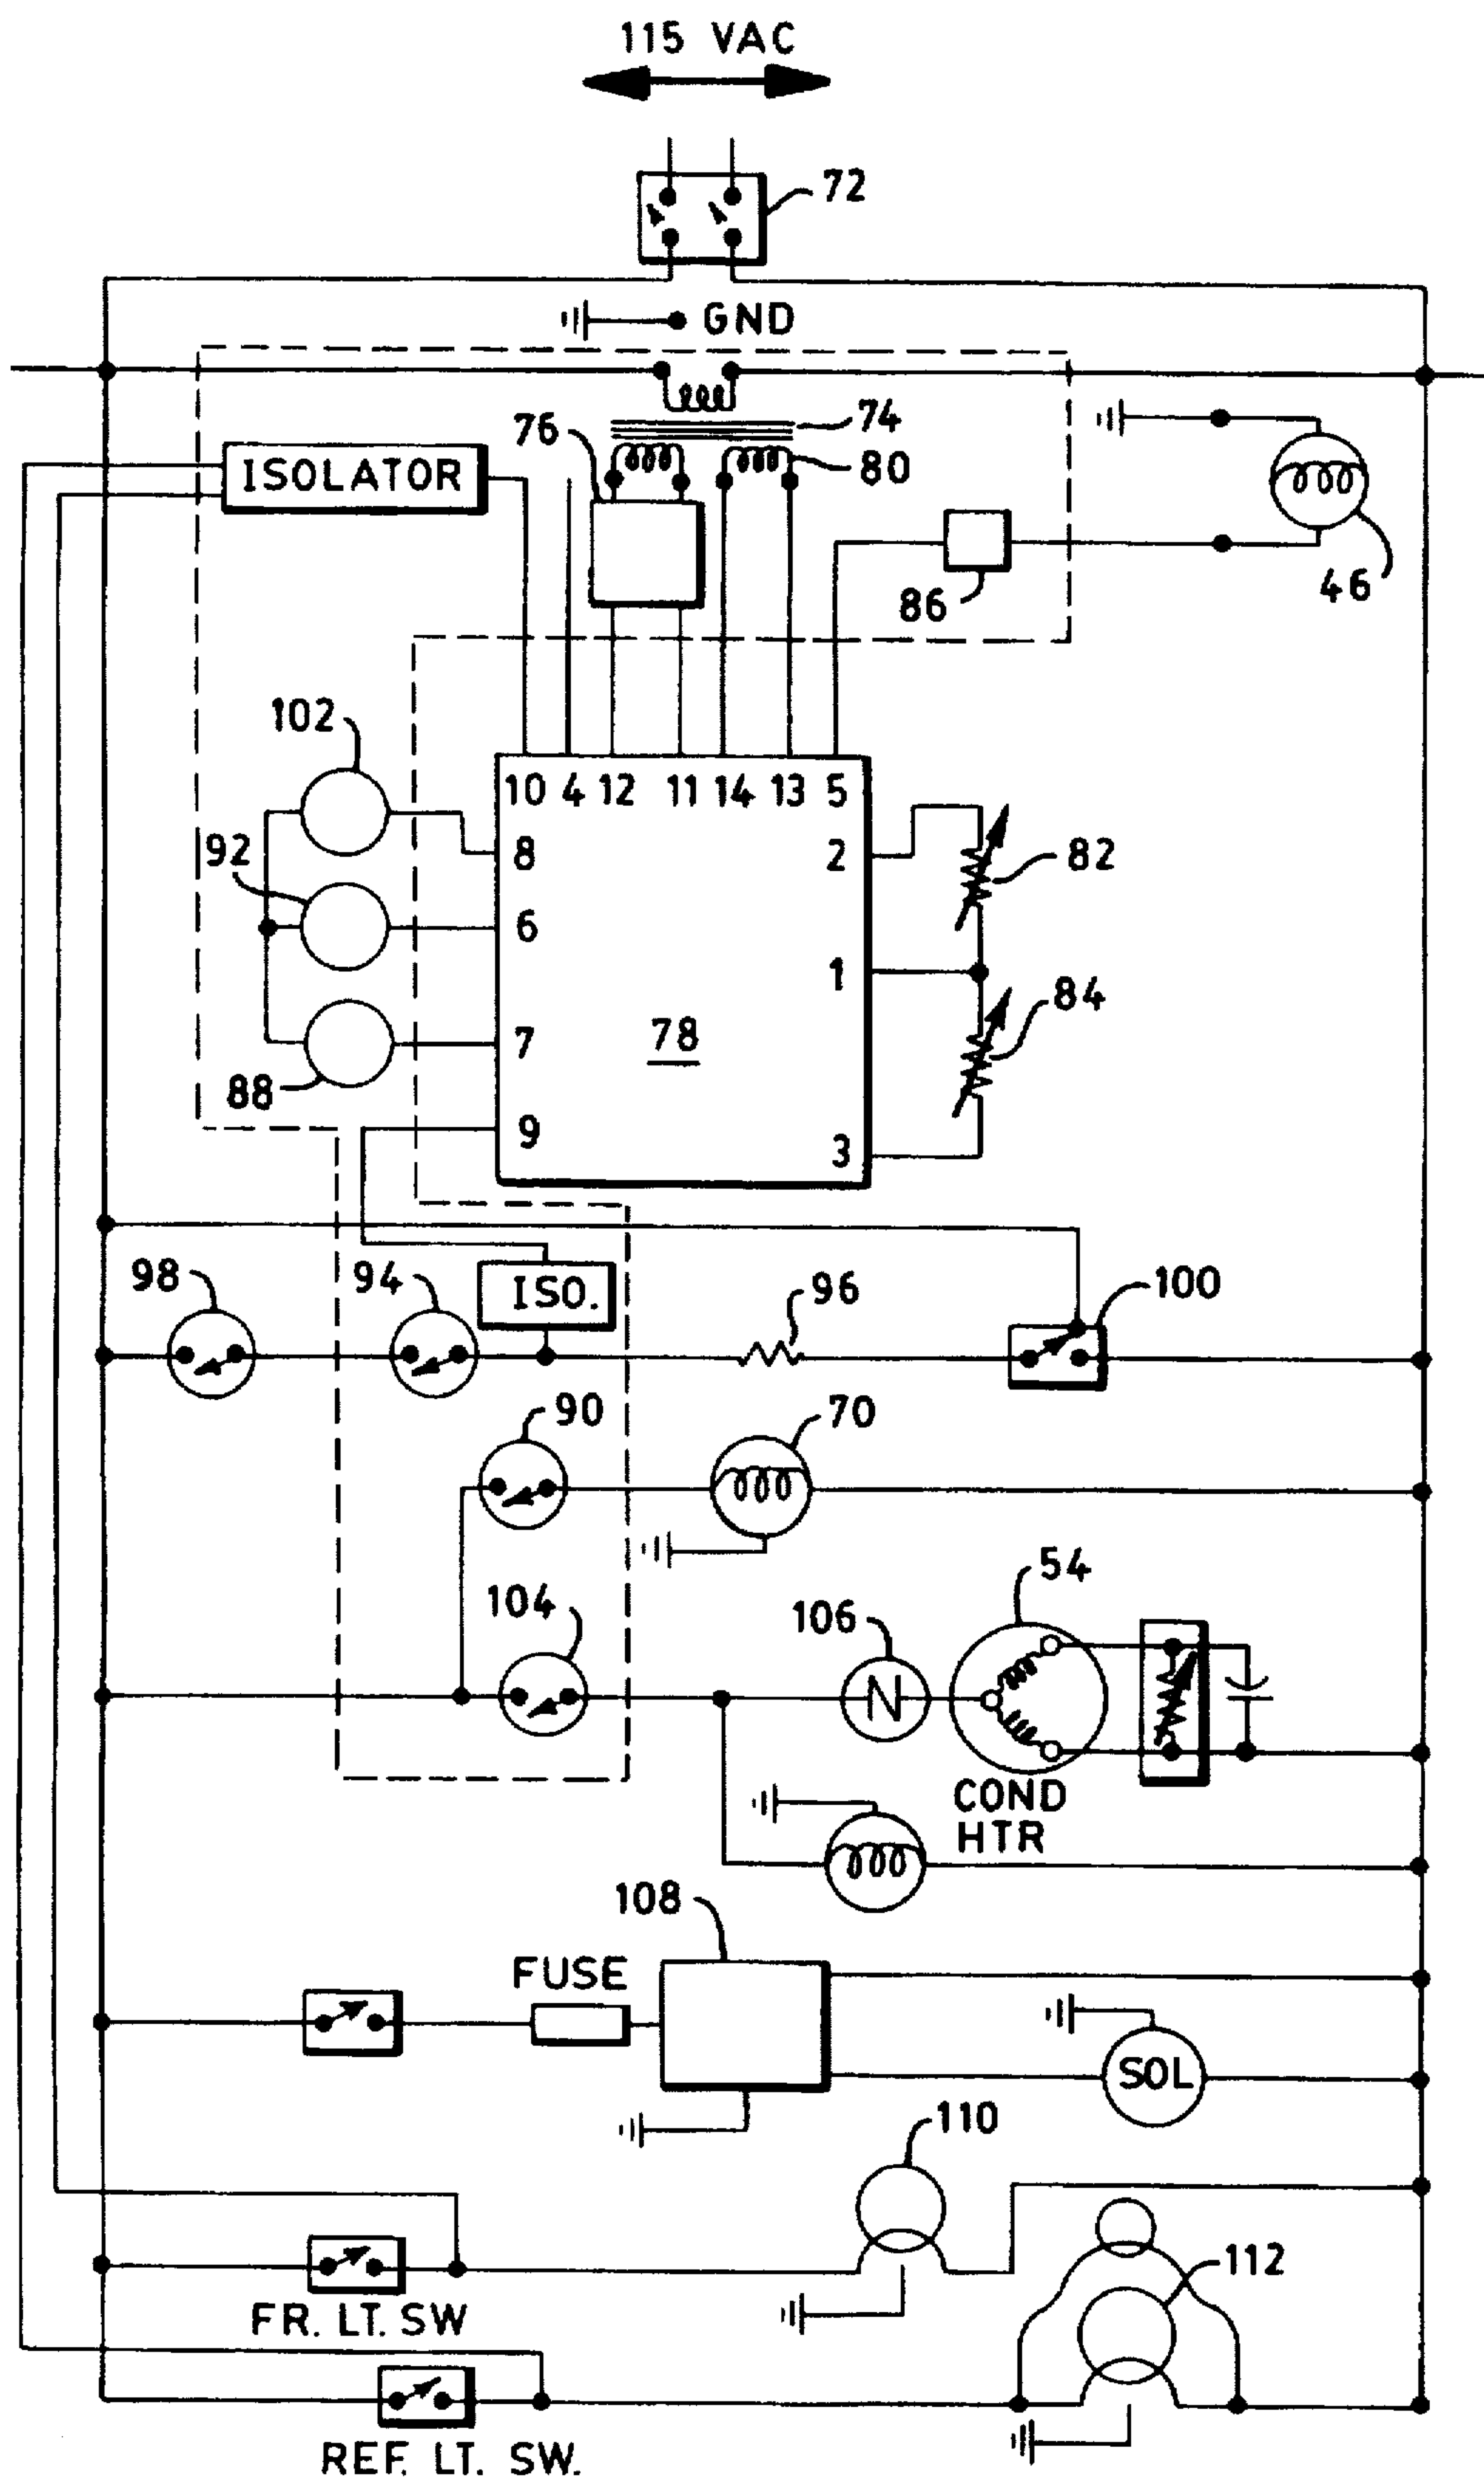 115 VAC
72
GND
74
76
80
ISOLATOR
86
46
102
10 4 12 11 14 13 5
92
8
2
82
6
1
84
7
78
88
9
3
98
94
ISO.
96
100
90
70
104
106
54
N
COND
HTR
108
FUSE
SOL
110
112
FR. LT. SW
REF. LT. SW.